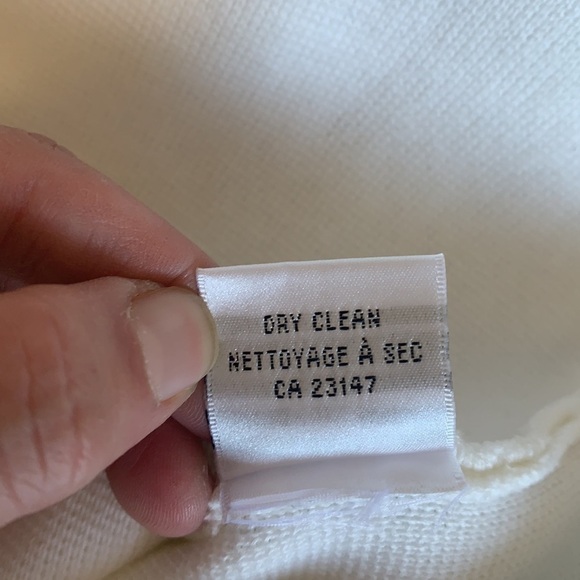 DRY CLEAN
NETTOYAGE À SEC
CA 23147